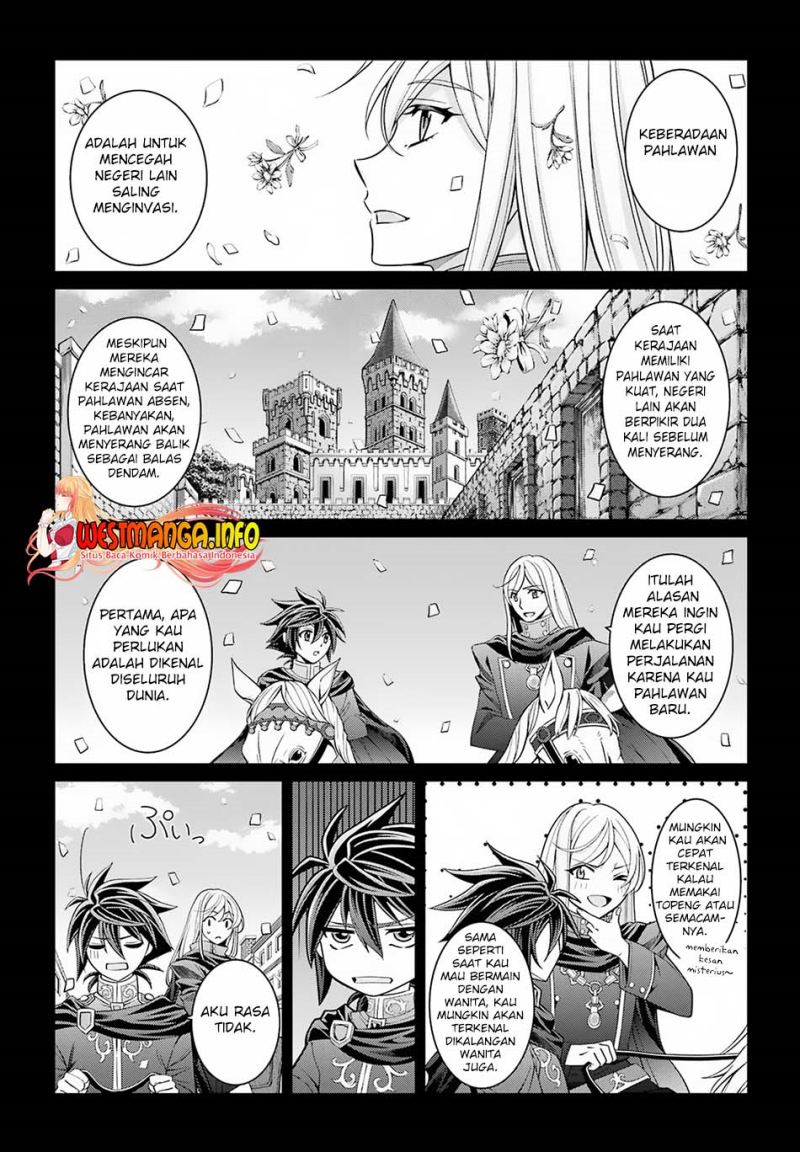 KEBERADAAN
PAHLAWAN
ADALAH UNTUK
MENCEGAH
NEGERI LAIN
SALING
MENGINVASI.
SAAT
KERAJAAN
MEMILIKI
PAHLAWAN YANG
KUAT, NEGERI
LAIN AKAN
BERPIKIR DUA
KALI SEBELUM
MENYERANG.
MESKIPUN
MEREKA
MENGINCAR
KERAJAAN SAAT
PAHLAWAN ABSEN,
KEBANYAKAN,
PAHLAWAN AKAN
MENYERANG BALIK
SEBAGAI BALAS
DENDAM.
WESTMANGA.INFO
Situs Baca Komik Berbahasa Indonesia
ITULAH
ALASAN
MEREKA INGIN
KAU PERGI
MELAKUKAN
PERJALANAN
KARENA KAU
PAHLAWAN
BARU.
PERTAMA, APA
YANG KAU
PERLUKAN
ADALAH DIKENAL
DISELURUH
DUNIA.
MUNGKIN
KAU AKAN
CEPAT
TERKENAL
KALAU
MEMAKAI
TOPENG ATAU
SEMACAM-
NYA.
memberikan
kesan
misterius~
SAMA
SEPERTI
SAAT KAU
MAU BERMAIN
DENGAN
WANITA, KAU
MUNGKIN AKAN
TERKENAL
DIKALANGAN
WANITA
JUGA.
ぷいっ
AKU RASA
TIDAK.